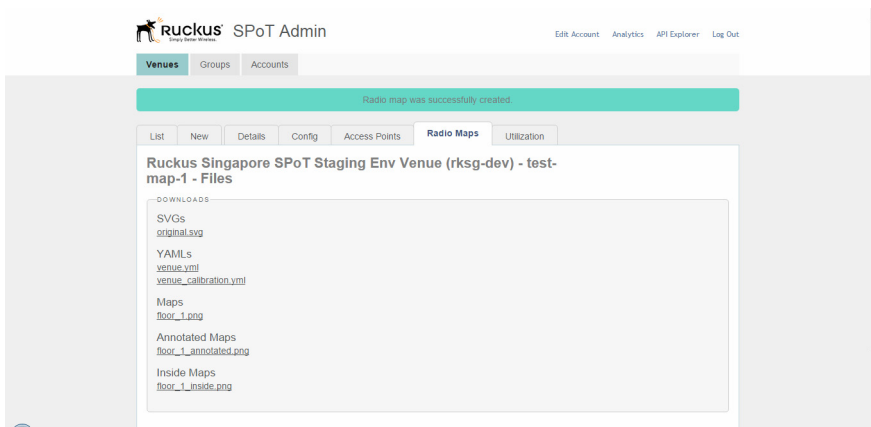 Ruckus SPoT Admin
Simply Better Wireless.
Edit Account Analytics API Explorer Log Out
Venues Groups Accounts
Radio map was successfully created.
List New Details Config Access Points Radio Maps Utilization
Ruckus Singapore SPoT Staging Env Venue (rksg-dev) - test-
map-1 - Files
DOWNLOADS
SVGs
original.svg
YAMLs
venue.yml
venue_calibration.yml
Maps
floor_1.png
Annotated Maps
floor_1_annotated.png
Inside Maps
floor_1_inside.png